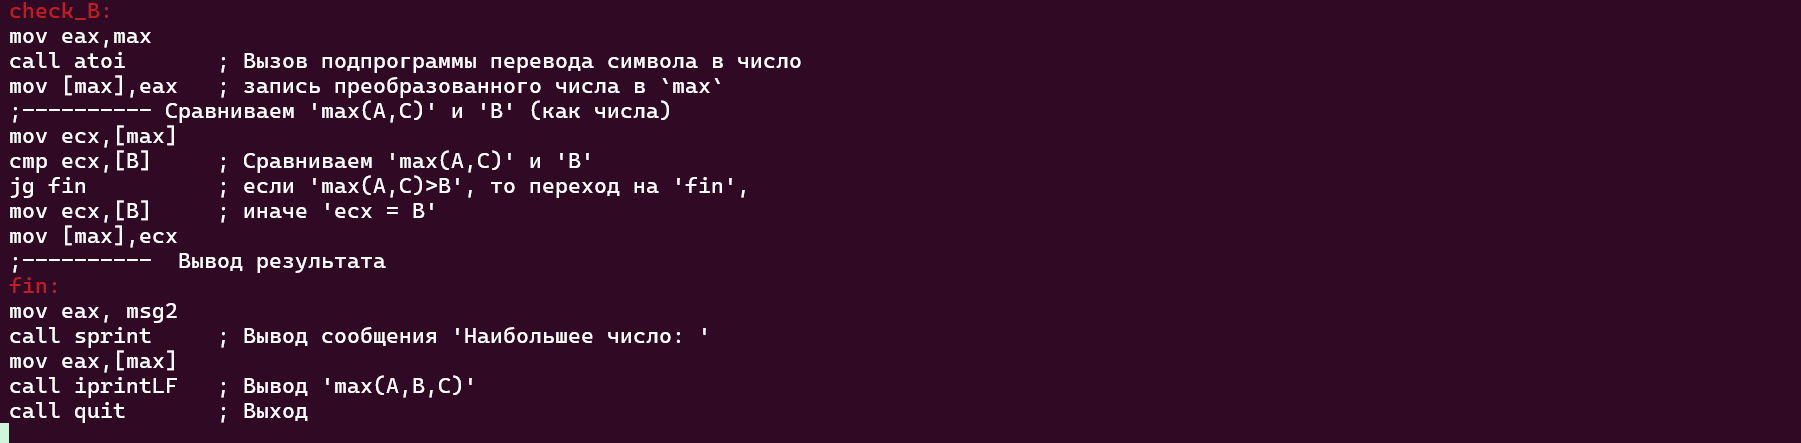 check_B:
mov eax,max
call atoi       ; Вызов подпрограммы перевода символа в число
mov [max],eax   ; запись преобразованного числа в `max`
;---------- Сравниваем 'max(A,C)' и 'B' (как числа)
mov ecx,[max]
cmp ecx,[B]     ; Сравниваем 'max(A,C)' и 'B'
jg fin          ; если 'max(A,C)>B', то переход на 'fin',
mov ecx,[B]     ; иначе 'ecx = B'
mov [max],ecx
;----------  Вывод результата
fin:
mov eax, msg2
call sprint     ; Вывод сообщения 'Наибольшее число: '
mov eax,[max]
call iprintLF   ; Вывод 'max(A,B,C)'
call quit       ; Выход